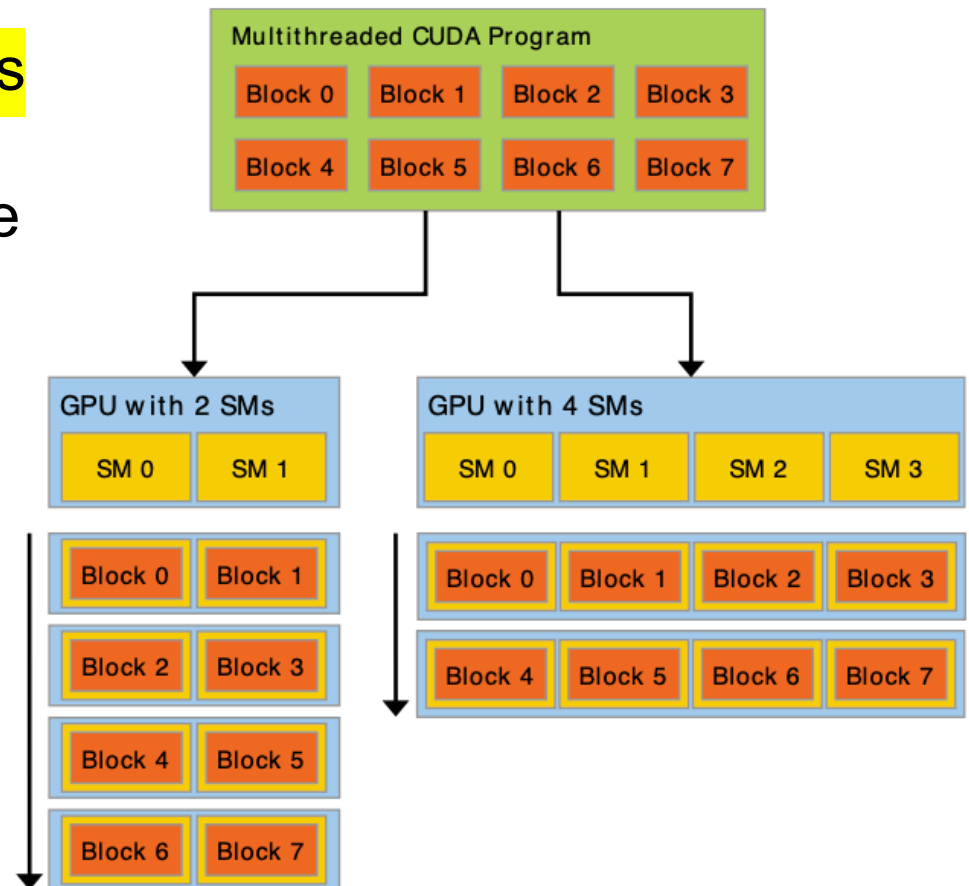 s
e
Multithreaded CUDA Program
Block 0 Block 1 Block 2 Block 3
Block 4 Block 5 Block 6 Block 7
GPU with 2 SMs
SM 0 SM 1
Block 0 Block 1
Block 2 Block 3
Block 4 Block 5
Block 6 Block 7
GPU with 4 SMs
SM 0 SM 1 SM 2 SM 3
Block 0 Block 1 Block 2 Block 3
Block 4 Block 5 Block 6 Block 7